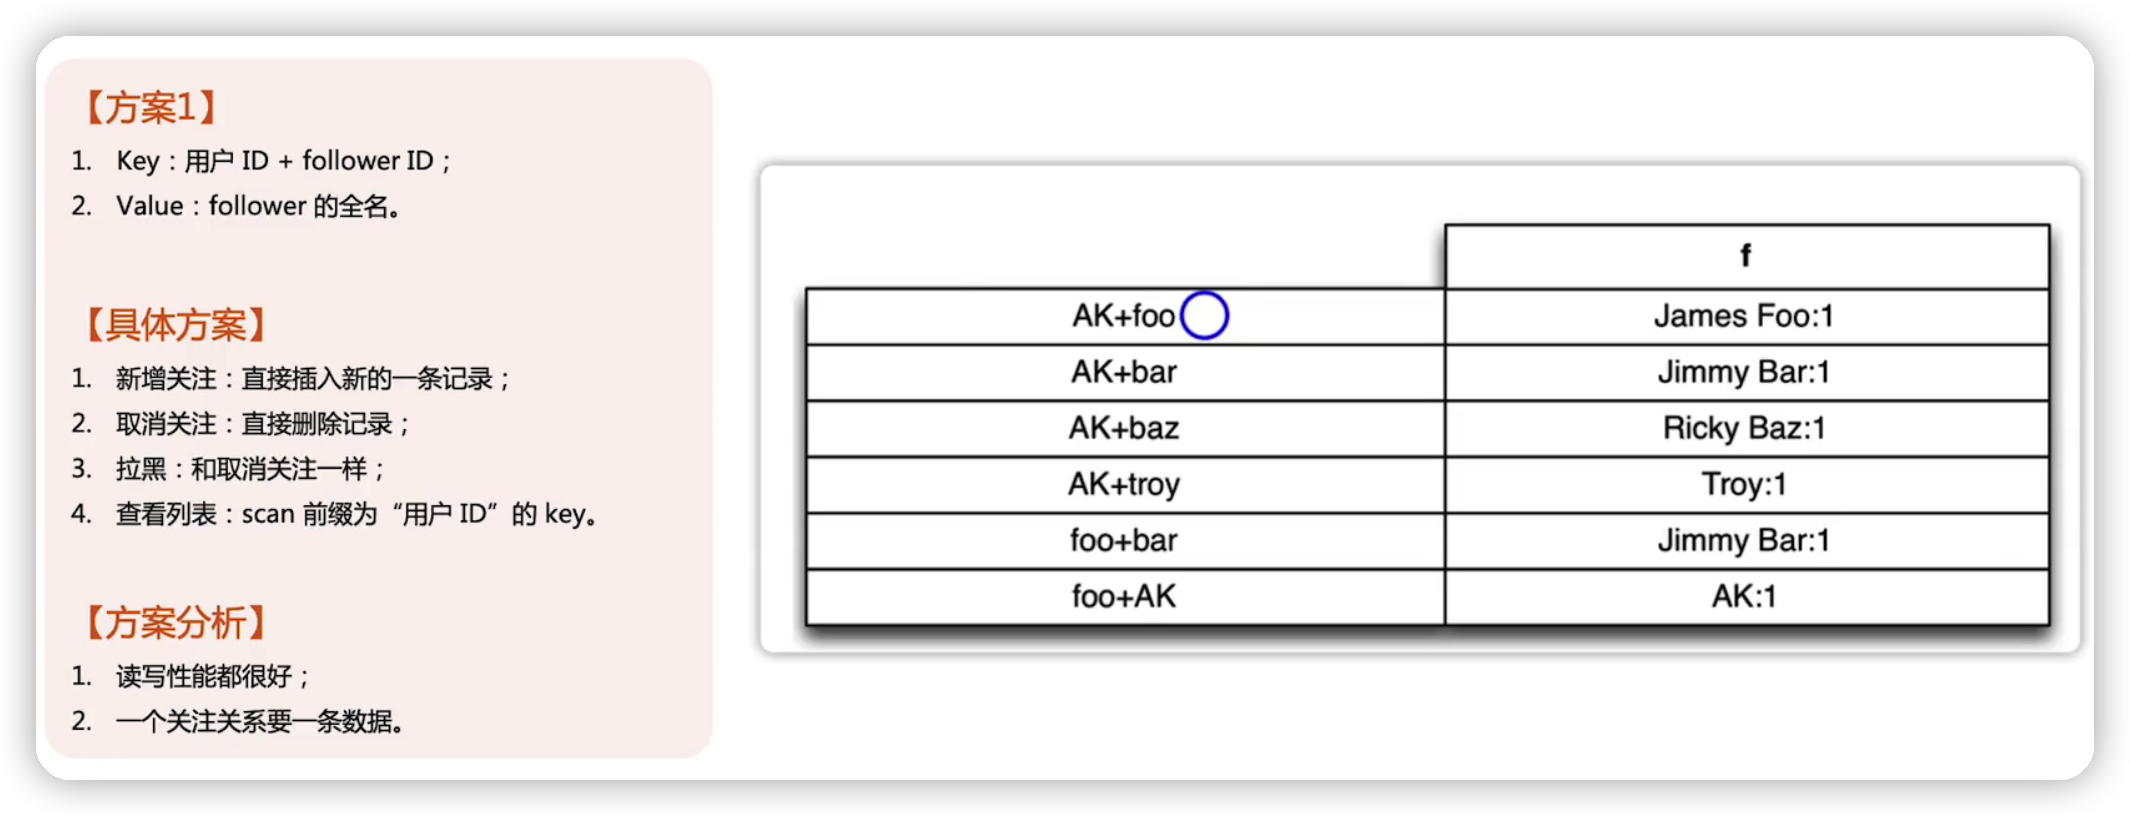 【方案1】
1. Key：用户 ID + follower ID；
2. Value：follower 的全名。
【具体方案】
1. 新增关注：直接插入新的一条记录；
2. 取消关注：直接删除记录；
3. 拉黑：和取消关注一样；
4. 查看列表：scan 前缀为“用户 ID”的 key。
【方案分析】
1. 读写性能都很好；
2. 一个关注关系要一条数据。
f
AK+foo James Foo:1
AK+bar Jimmy Bar:1
AK+baz Ricky Baz:1
AK+troy Troy:1
foo+bar Jimmy Bar:1
foo+AK AK:1